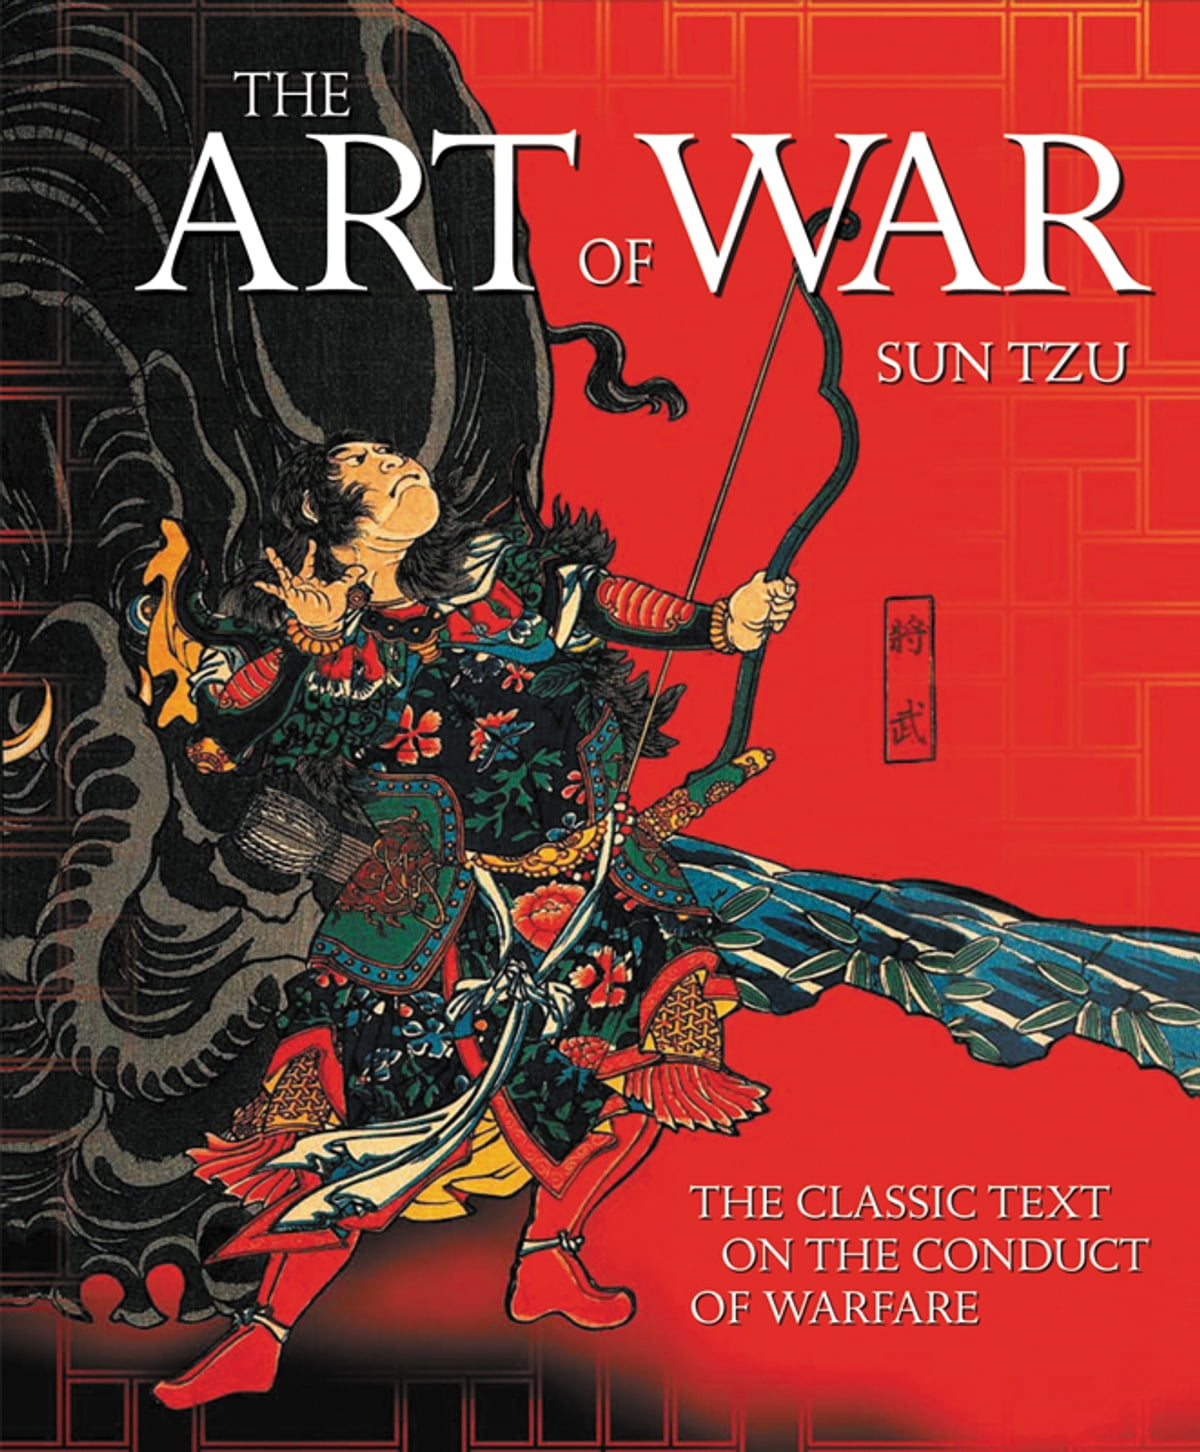 THE
ART OF WAR
SUN TZU
將
武
THE CLASSIC TEXT
ON THE CONDUCT
OF WARFARE